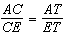 AC/CE = AT/ET